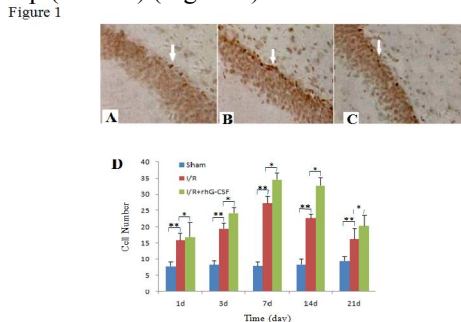 Figure 1
A
B
C
D
Sham
I/R
I/R+rhG-CSF
40
35
30
25
20
15
10
5
0
Cell Number
** * ** * ** * ** * ** *
1d 3d 7d 14d 21d
Time (day)